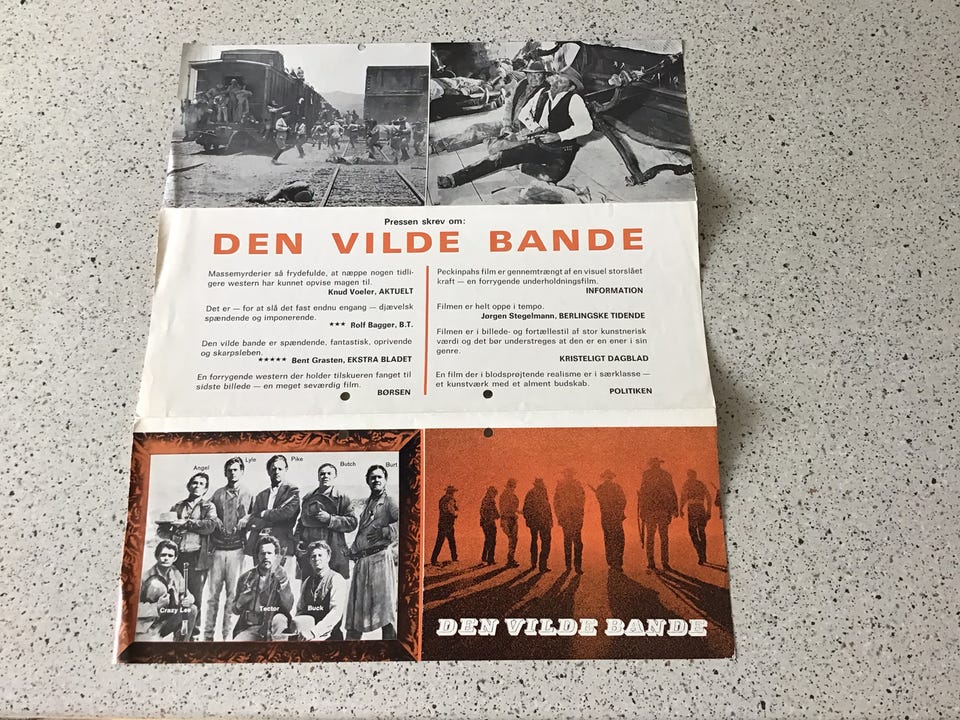 Pressen skrev om:
DEN VILDE BANDE
Massemyrderier så frydefulde, at næppe nogen tidli-
gere western har kunnet opvise magen til.
Knud Voeler, AKTUELT
Det er — for at slå det fast endnu engang — djævelsk
spændende og imponerende.
*** Rolf Bagger, B.T.
Den vilde bande er spændende, fantastisk, oprivende
og skarpsleben.
***** Bent Grasten, EKSTRA BLADET
En forrygende western der holder tilskueren fanget til
sidste billede — en meget seværdig film.
BØRSEN
Peckinpahs film er gennemtrængt af en visuel storslået
kraft — en forrygende underholdningsfilm.
INFORMATION
Filmen er helt oppe i tempo.
Jørgen Stegelmann, BERLINGSKE TIDENDE
Filmen er i billede- og fortællestil af stor kunstnerisk
værdi og det bør understreges at den er en ener i sin
genre.
KRISTELIGT DAGBLAD
En film der i blodsprøjtende realisme er i særklasse —
et kunstværk med et alment budskab.
POLITIKEN
Angel
Lyle
Pike
Butch
Burt
Crazy Lee
Tector
Buck
DEN VILDE BANDE